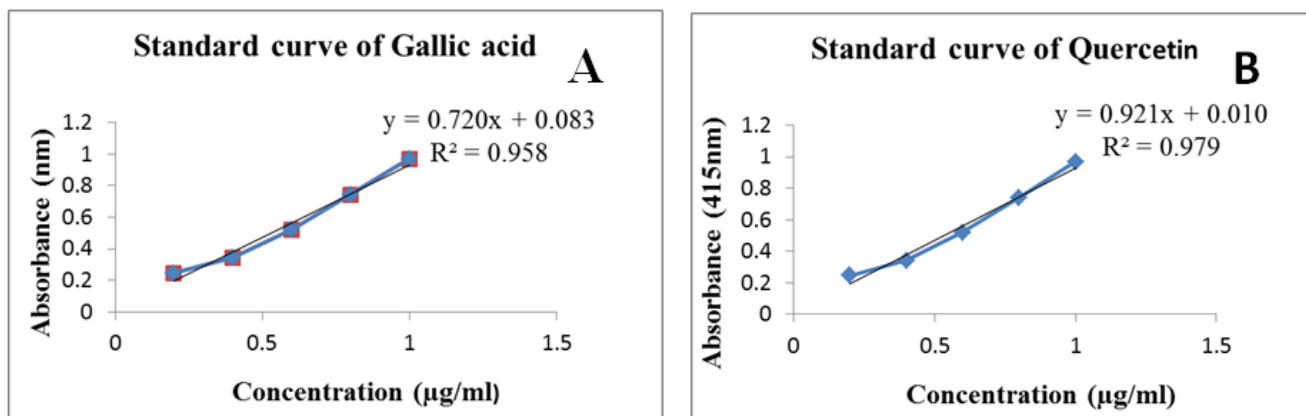 Standard curve of Gallic acid
A
y = 0.720x + 0.083
R² = 0.958
Absorbance (nm)
1.2
1
0.8
0.6
0.4
0.2
0
0
0.5
1
1.5
Concentration (µg/ml)
Standard curve of Quercetin
B
y = 0.921x + 0.010
R² = 0.979
Absorbance (415nm)
1.2
1
0.8
0.6
0.4
0.2
0
0
0.5
1
1.5
Concentration (µg/ml)